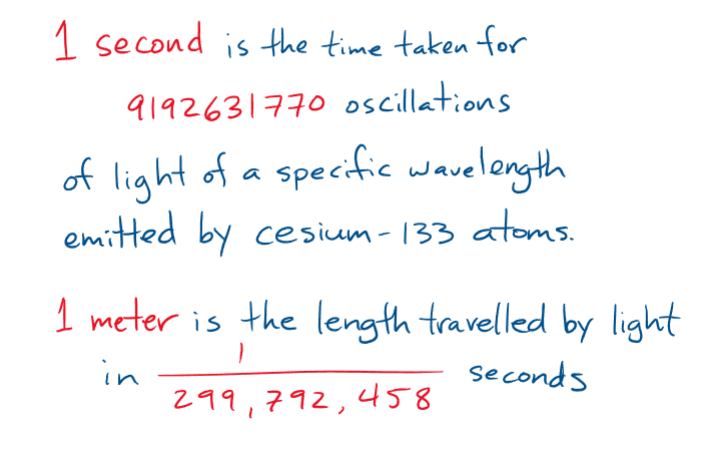 1 second is the time taken for
9192631770 oscillations
of light of a specific wavelength
emitted by cesium-133 atoms.
1 meter is the length travelled by light
in 1/299,792,458 seconds